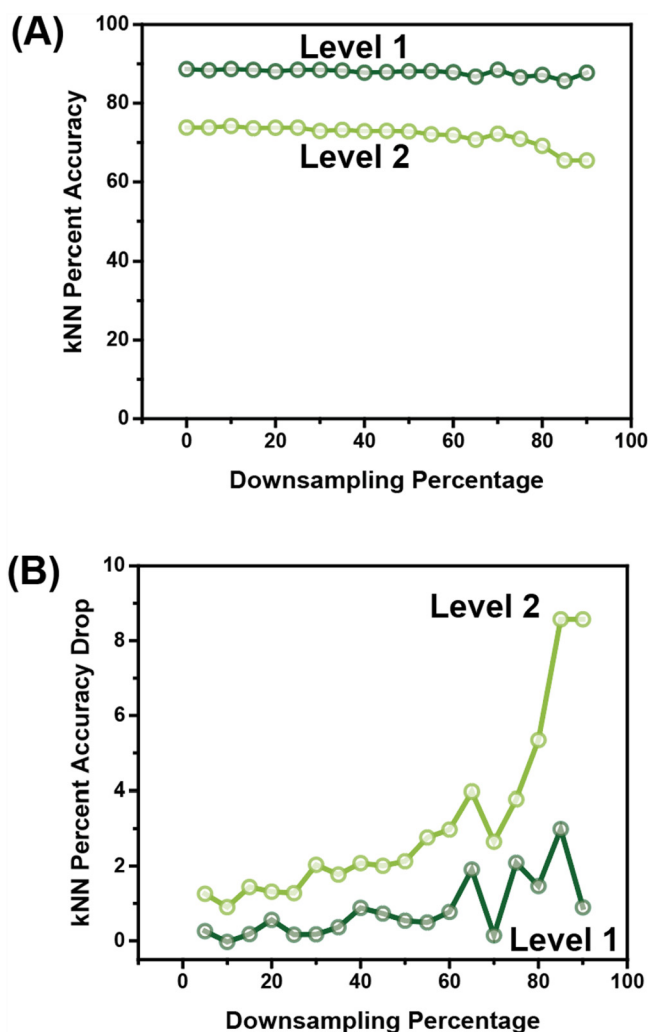 (A)
100
80
60
40
20
0
kNN Percent Accuracy
Level 1
Level 2
0 20 40 60 80 100
Downsampling Percentage
(B)
10
8
6
4
2
0
kNN Percent Accuracy Drop
Level 2
Level 1
0 20 40 60 80 100
Downsampling Percentage